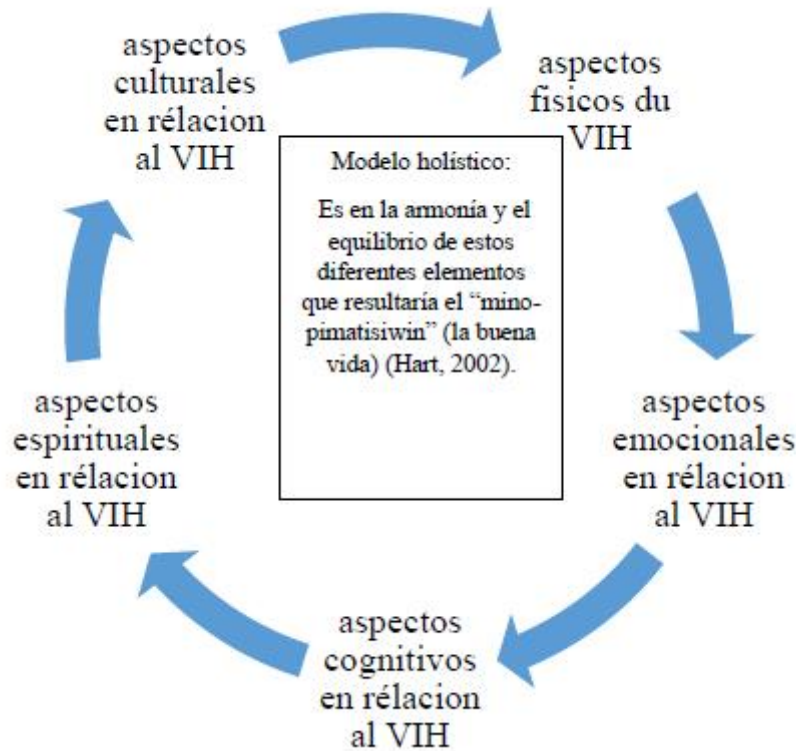 aspectos
culturales
en rélacion
al VIH
aspectos
fisicos du
VIH
Modelo holístico:
Es en la armonía y el
equilibrio de estos
diferentes elementos
que resultaría el “mino-
pimatisiwin” (la buena
vida) (Hart, 2002).
aspectos
emocionales
en rélacion
al VIH
aspectos
cognitivos
en rélacion
al VIH
aspectos
espirituales
en rélacion
al VIH